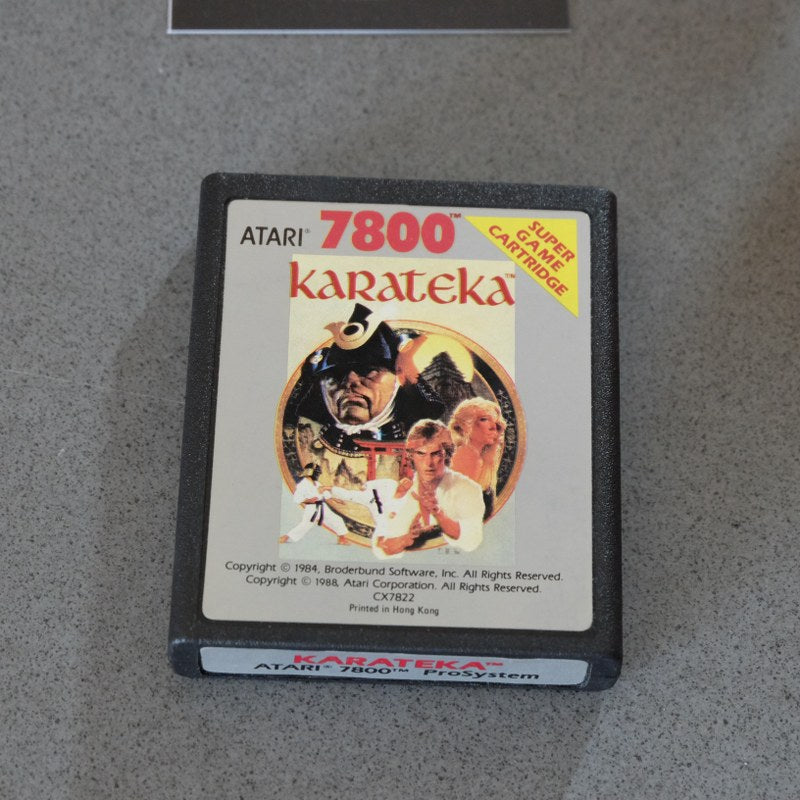 ATARI® 7800™
SUPER
GAME
CARTRIDGE
KARATEKA™
Copyright © 1984, Broderbund Software, Inc. All Rights Reserved.
Copyright © 1988, Atari Corporation. All Rights Reserved.
CX7822
Printed in Hong Kong
KARATEKA™
ATARI® 7800™ ProSystem